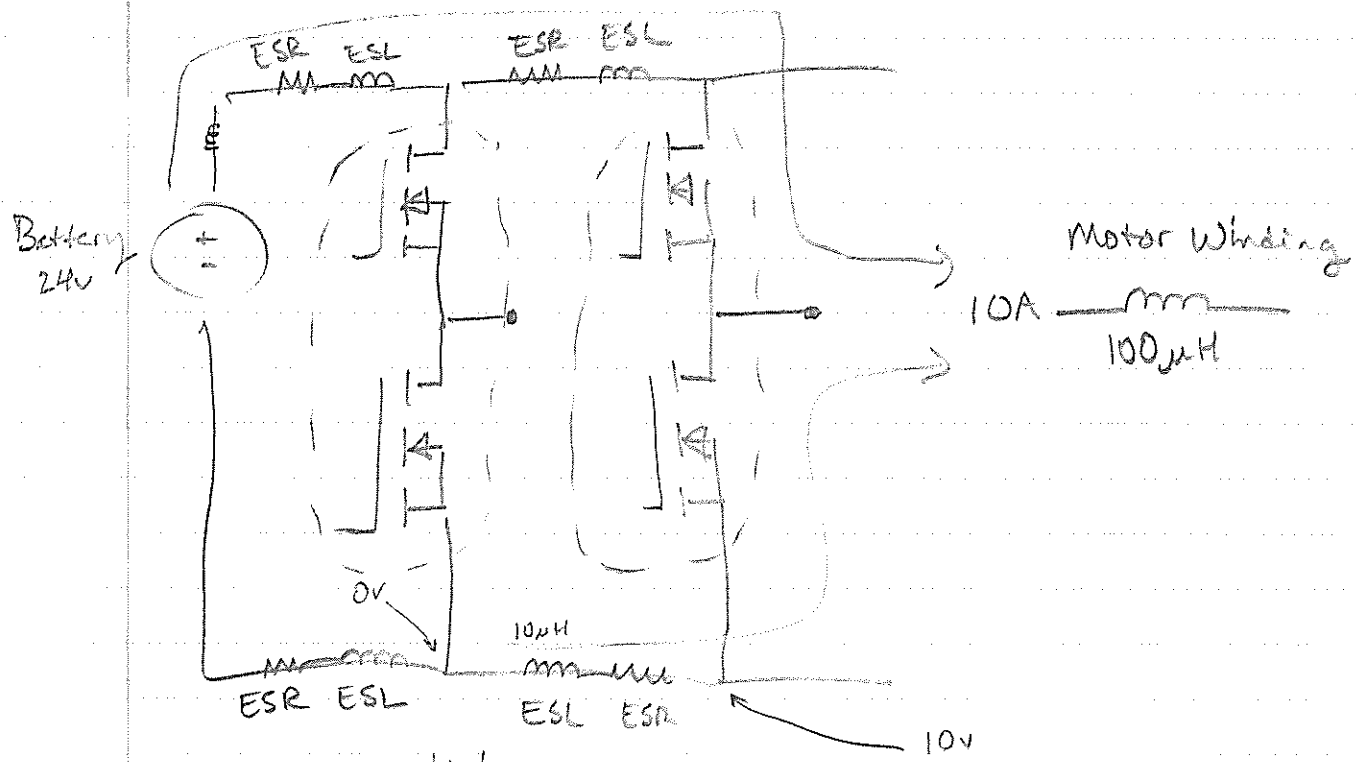 ESR ESL
ESR ESL
Battery
24v
+
-
Motor Winding
10A
100μH
0v
10μH
ESR ESL
ESL ESR
10v